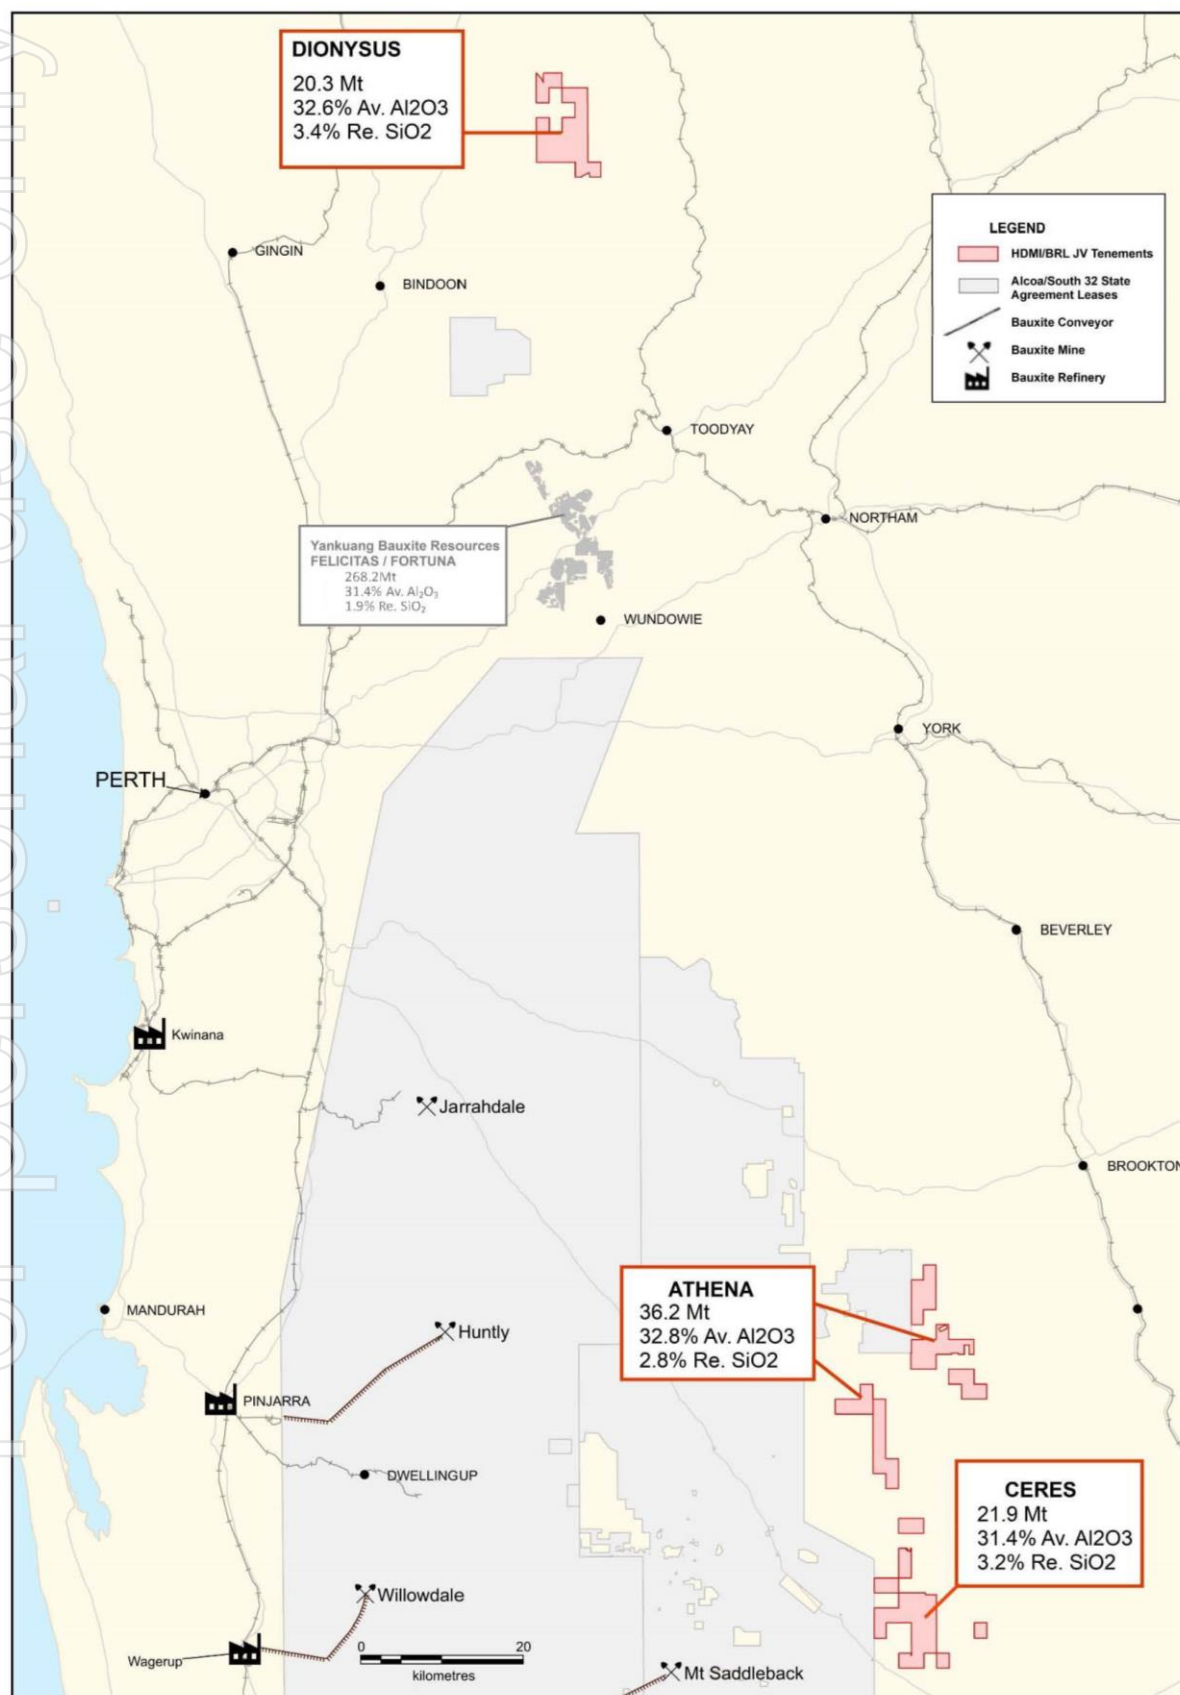 DIONYSUS
20.3 Mt
32.6% Av. Al2O3
3.4% Re. SiO2
GINGIN
BINDOON
LEGEND
HDMI/BRL JV Tenements
Alcoa/South 32 State
Agreement Leases
Bauxite Conveyor
Bauxite Mine
Bauxite Refinery
TOODYAY
NORTHAM
Yankuang Bauxite Resources
FELICITAS / FORTUNA
268.2Mt
31.4% Av. Al₂O₃
1.9% Re. SiO₂
WUNDOWIE
YORK
PERTH
BEVERLEY
Kwinana
Jarrahdale
BROOKTON
ATHENA
36.2 Mt
32.8% Av. Al2O3
2.8% Re. SiO2
MANDURAH
Huntly
PINJARRA
DWELLINGUP
CERES
21.9 Mt
31.4% Av. Al2O3
3.2% Re. SiO2
Willowdale
Wagerup
0 20
kilometres
Mt Saddleback